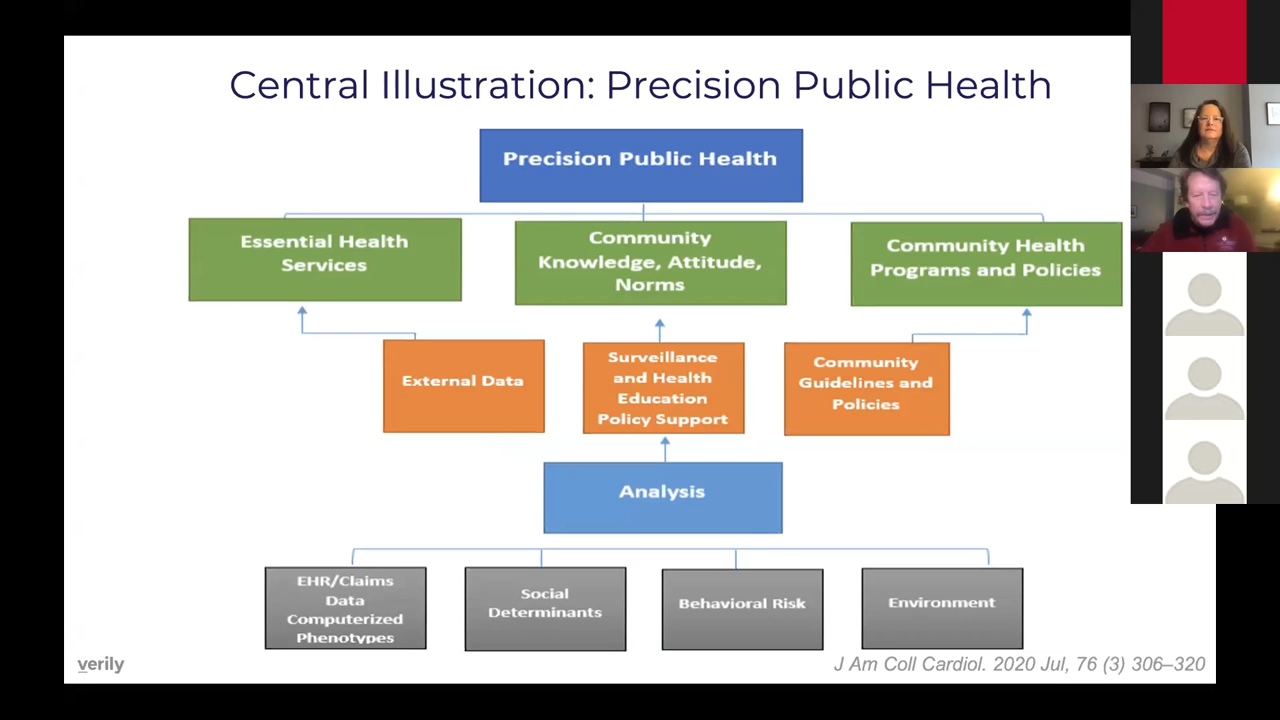 Central Illustration: Precision Public Health
Precision Public Health
Essential Health
Services
Community
Knowledge, Attitude,
Norms
Community Health
Programs and Policies
External Data
Surveillance
and Health
Education
Policy Support
Community
Guidelines and
Policies
Analysis
EHR/Claims
Data
Computerized
Phenotypes
Social
Determinants
Behavioral Risk
Environment
verily
J Am Coll Cardiol. 2020 Jul, 76 (3) 306–320